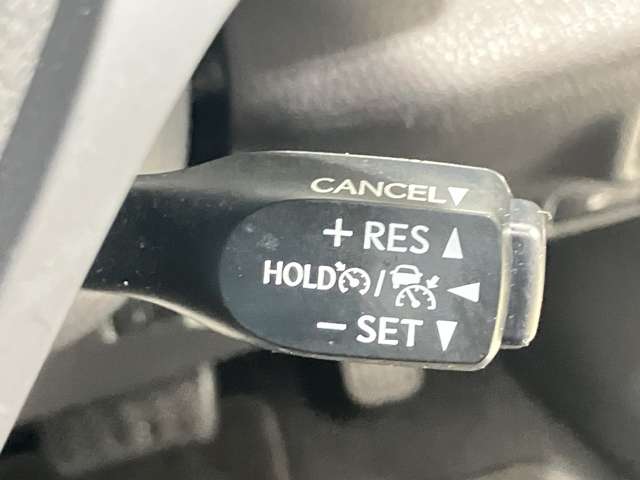 CANCEL▼
+ RES ▲
HOLD / ◀
− SET ▼